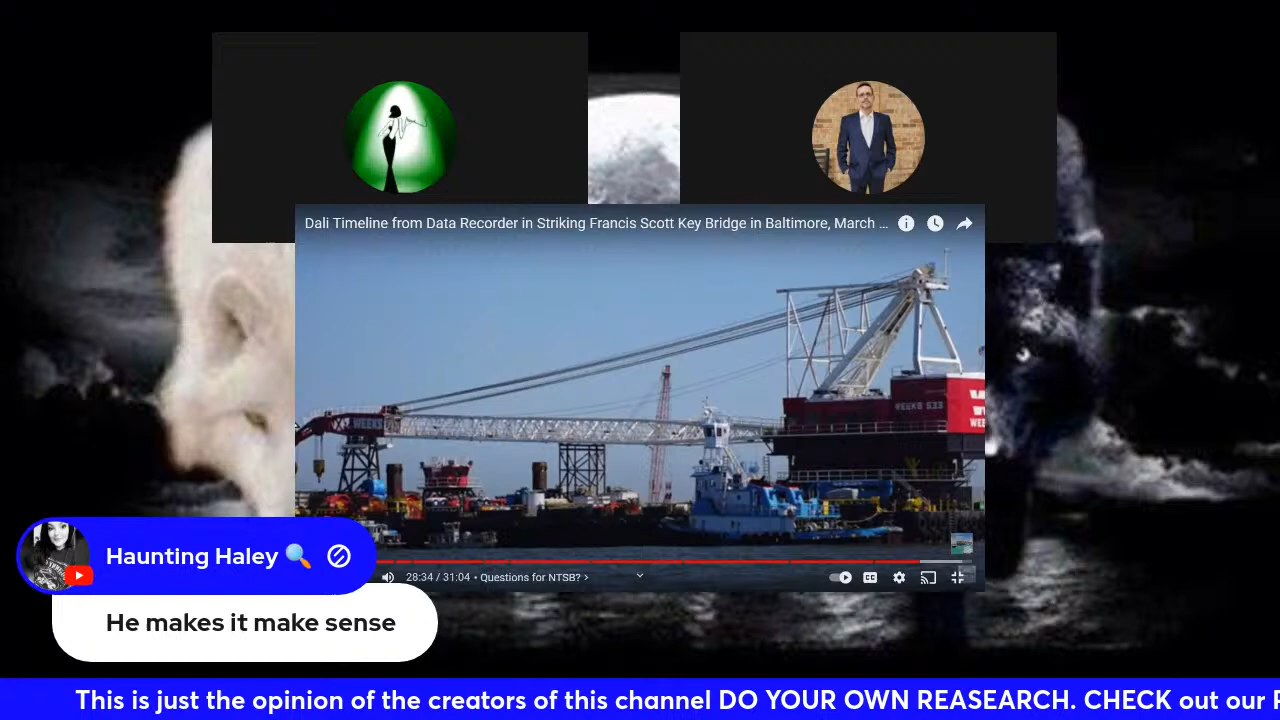 Dali Timeline from Data Recorder in Striking Francis Scott Key Bridge in Baltimore, March ...
WEEKS 533
WEEKS
28:34 / 31:04 • Questions for NTSB? >
CC
Haunting Haley
He makes it make sense
This is just the opinion of the creators of this channel DO YOUR OWN REASEARCH. CHECK out our